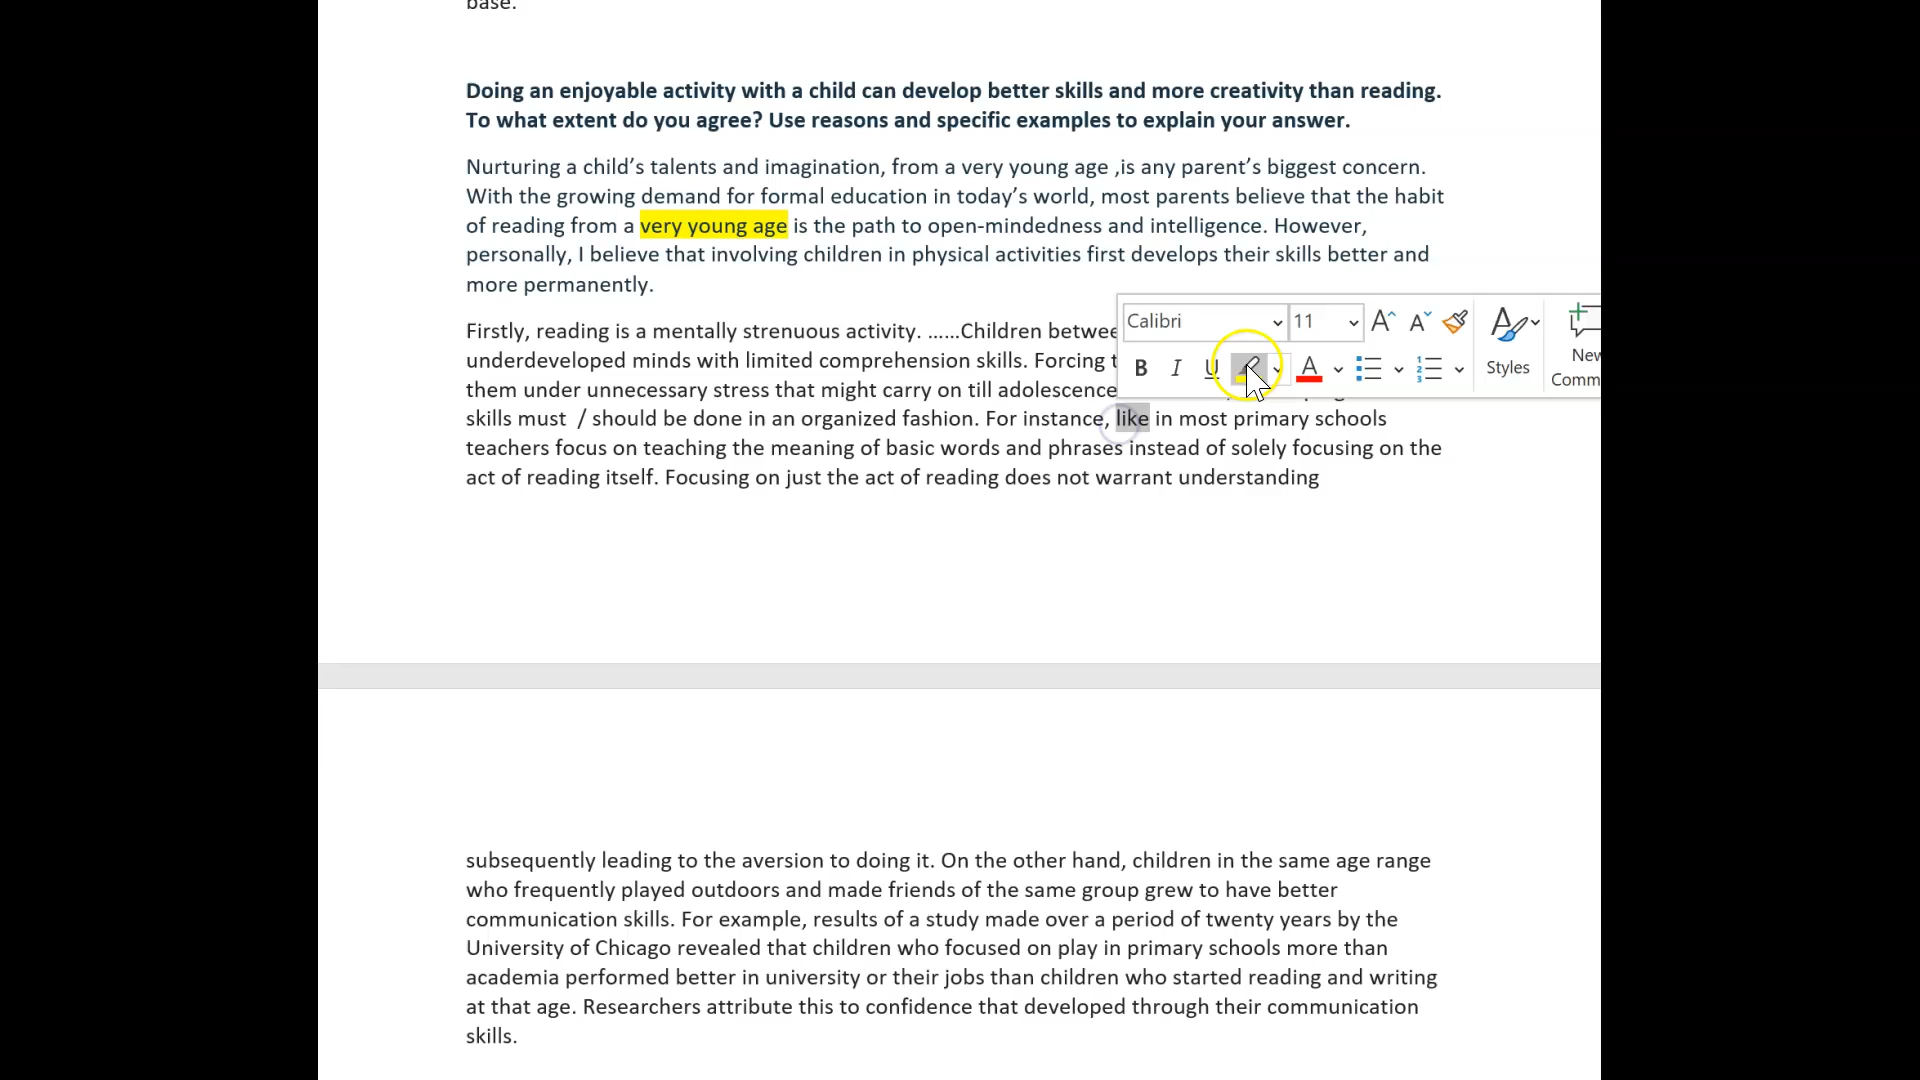 base.
Doing an enjoyable activity with a child can develop better skills and more creativity than reading.
To what extent do you agree? Use reasons and specific examples to explain your answer.
Nurturing a child’s talents and imagination, from a very young age ,is any parent’s biggest concern.
With the growing demand for formal education in today’s world, most parents believe that the habit
of reading from a very young age is the path to open-mindedness and intelligence. However,
personally, I believe that involving children in physical activities first develops their skills better and
more permanently.
Calibri 11
Styles
New
Comm
B I U A
Firstly, reading is a mentally strenuous activity. ......Children betwee
underdeveloped minds with limited comprehension skills. Forcing t
them under unnecessary stress that might carry on till adolescence
skills must / should be done in an organized fashion. For instance, like in most primary schools
teachers focus on teaching the meaning of basic words and phrases instead of solely focusing on the
act of reading itself. Focusing on just the act of reading does not warrant understanding
subsequently leading to the aversion to doing it. On the other hand, children in the same age range
who frequently played outdoors and made friends of the same group grew to have better
communication skills. For example, results of a study made over a period of twenty years by the
University of Chicago revealed that children who focused on play in primary schools more than
academia performed better in university or their jobs than children who started reading and writing
at that age. Researchers attribute this to confidence that developed through their communication
skills.